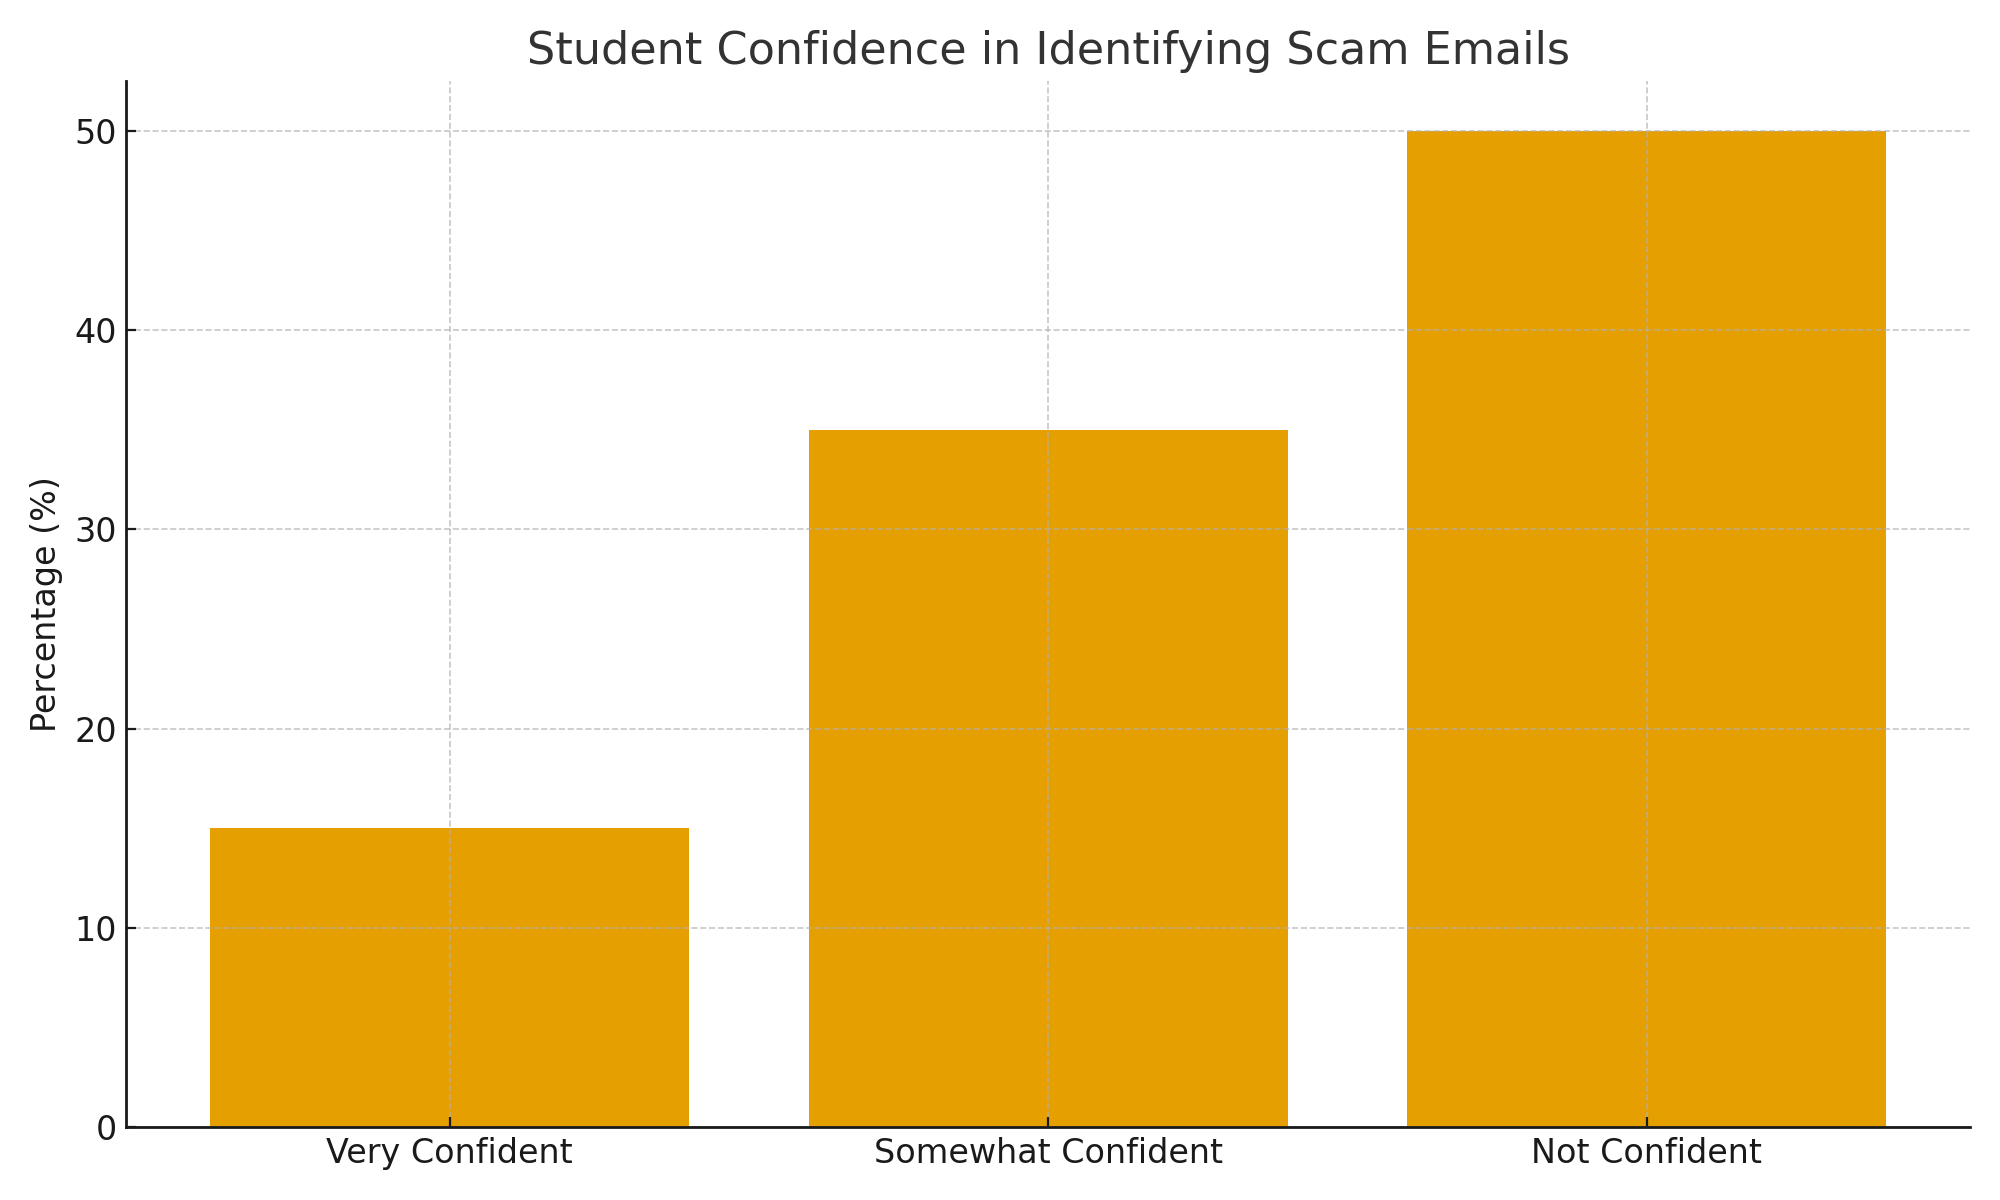 Student Confidence in Identifying Scam Emails
Percentage (%)
50
40
30
20
10
0
Very Confident
Somewhat Confident
Not Confident